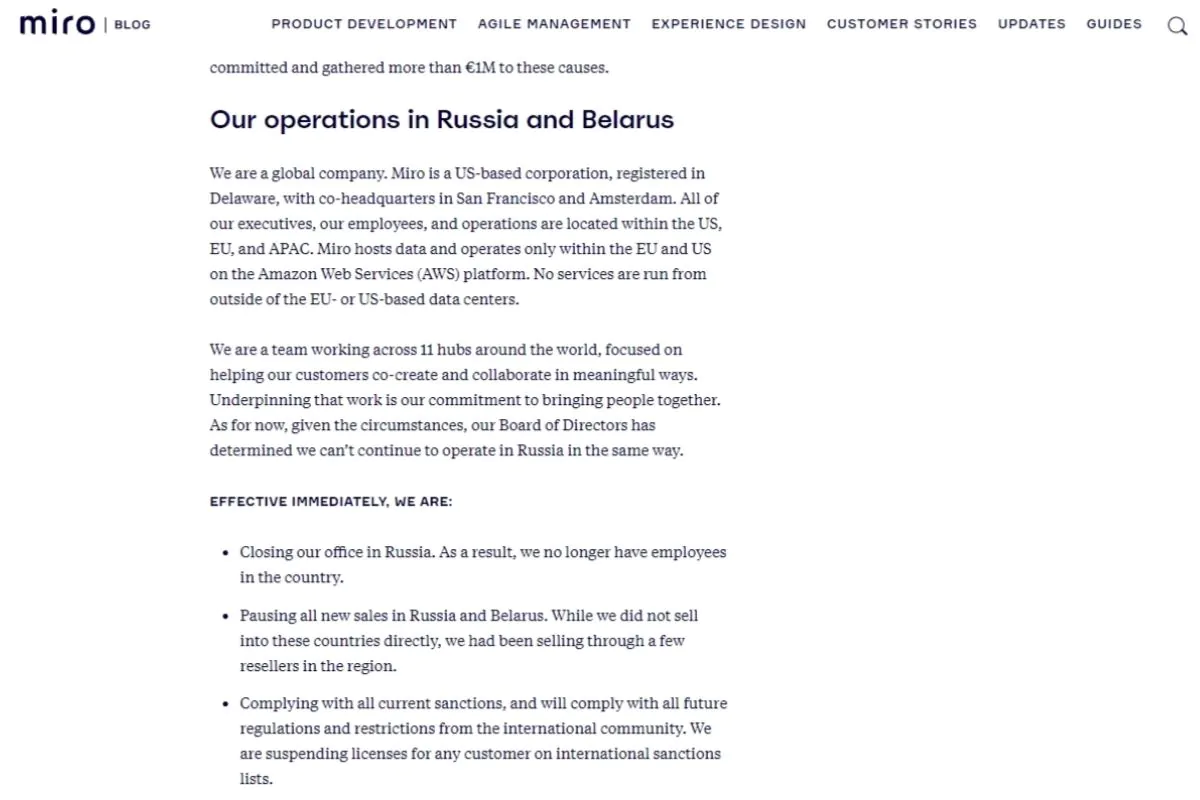 miro | BLOG PRODUCT DEVELOPMENT AGILE MANAGEMENT EXPERIENCE DESIGN CUSTOMER STORIES UPDATES GUIDES
committed and gathered more than €1M to these causes.
Our operations in Russia and Belarus
We are a global company. Miro is a US-based corporation, registered in
Delaware, with co-headquarters in San Francisco and Amsterdam. All of
our executives, our employees, and operations are located within the US,
EU, and APAC. Miro hosts data and operates only within the EU and US
on the Amazon Web Services (AWS) platform. No services are run from
outside of the EU- or US-based data centers.
We are a team working across 11 hubs around the world, focused on
helping our customers co-create and collaborate in meaningful ways.
Underpinning that work is our commitment to bringing people together.
As for now, given the circumstances, our Board of Directors has
determined we can't continue to operate in Russia in the same way.
EFFECTIVE IMMEDIATELY, WE ARE:
• Closing our office in Russia. As a result, we no longer have employees
in the country.
• Pausing all new sales in Russia and Belarus. While we did not sell
into these countries directly, we had been selling through a few
resellers in the region.
• Complying with all current sanctions, and will comply with all future
regulations and restrictions from the international community. We
are suspending licenses for any customer on international sanctions
lists.